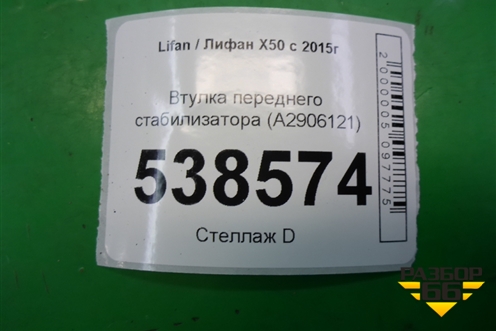 Lifan / Лифан X50 с 2015г
Втулка переднего
стабилизатора (A2906121)
538574
Стеллаж D
2000005097775
РАЗБОР
66